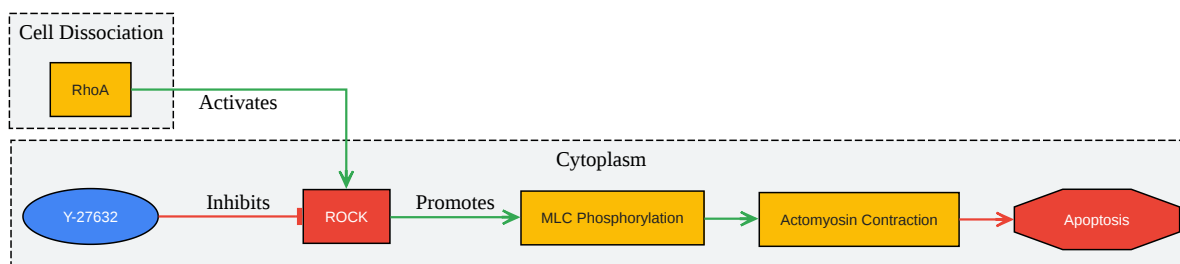 Cell Dissociation
RhoA
Activates
Cytoplasm
Y-27632
Inhibits
ROCK
Promotes
MLC Phosphorylation
Actomyosin Contraction
Apoptosis